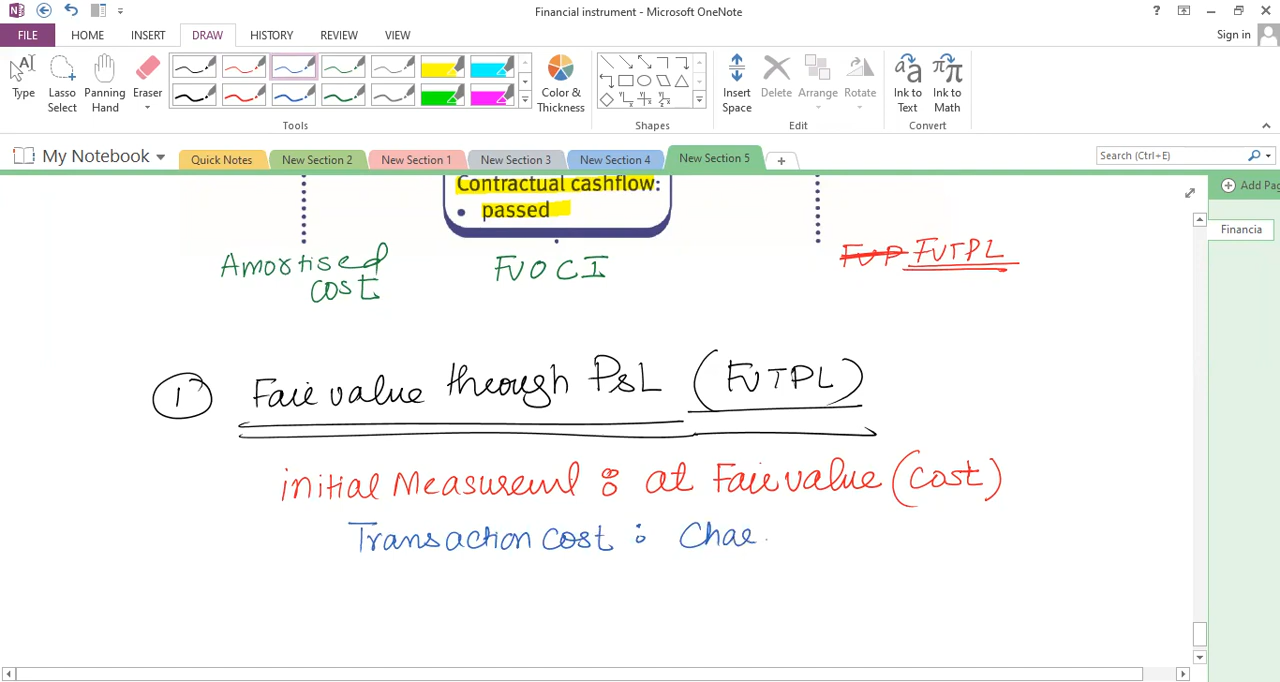 Financial instrument - Microsoft OneNote
?
FILE HOME INSERT DRAW HISTORY REVIEW VIEW
Sign in
Type
Lasso Select
Panning Hand
Eraser
Color & Thickness
Insert Space
Delete
Arrange
Rotate
Ink to Text
Ink to Math
Tools
Shapes
Edit
Convert
My Notebook
Quick Notes
New Section 2
New Section 1
New Section 3
New Section 4
New Section 5
Search (Ctrl+E)
Add Pag
Financia
Contractual cashflow:
• passed
Amortised
cost
FVOCI
FVP FVTPL
1 Fair value through P&L (FVTPL)
initial Measurement : at Fair value (cost)
Transaction cost : Char